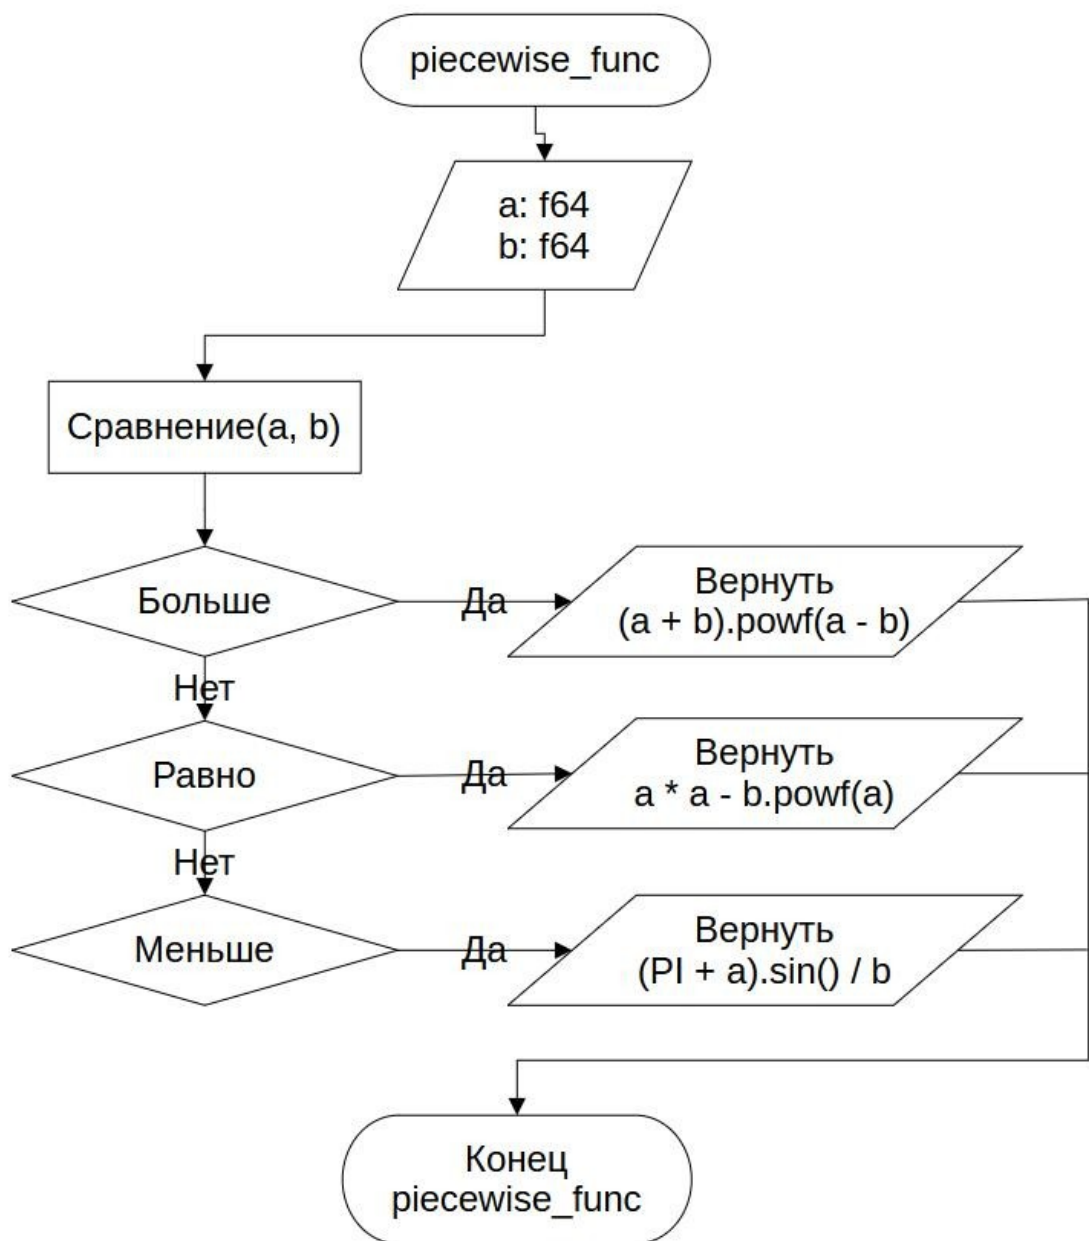 piecewise_func
a: f64
b: f64
Сравнение(a, b)
Больше
Да
Вернуть
(a + b).powf(a - b)
Нет
Равно
Да
Вернуть
a * a - b.powf(a)
Нет
Меньше
Да
Вернуть
(PI + a).sin() / b
Конец
piecewise_func